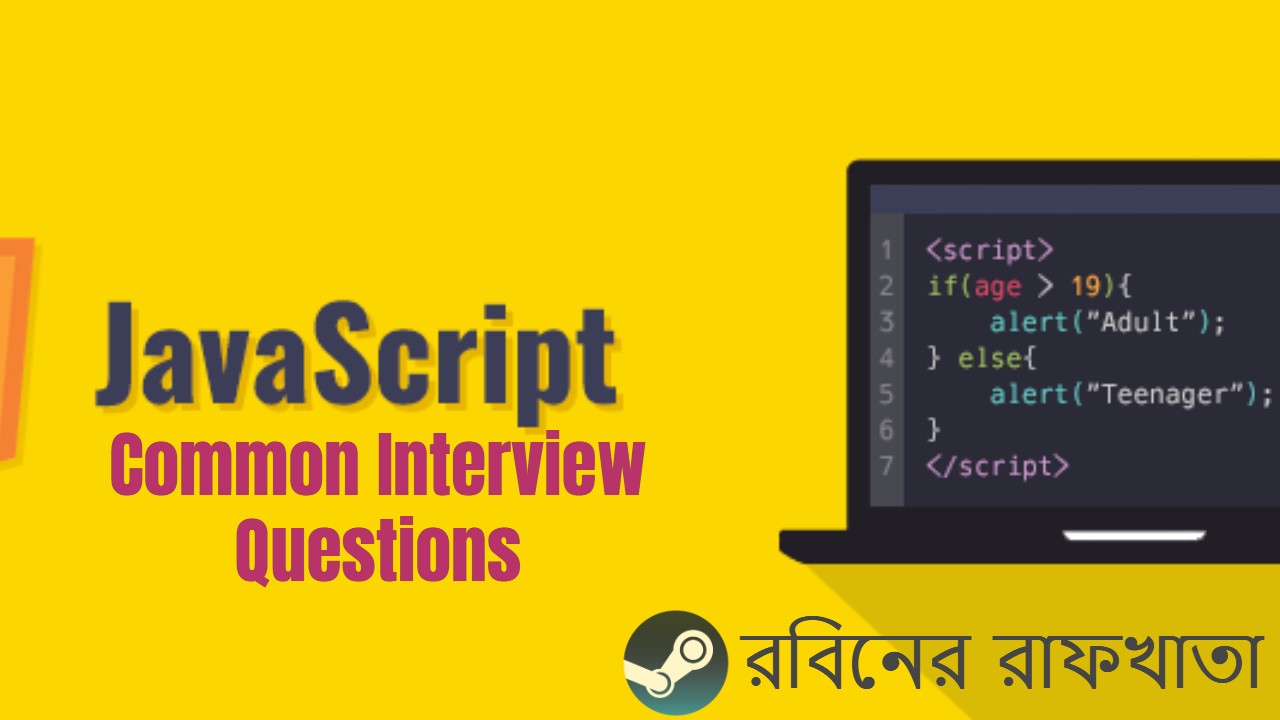 JavaScript
Common Interview
Questions
1 <script>
2 if(age > 19){
3 alert("Adult");
4 } else{
5 alert("Teenager");
6 }
7 </script>
রবিনের রাফখাতা